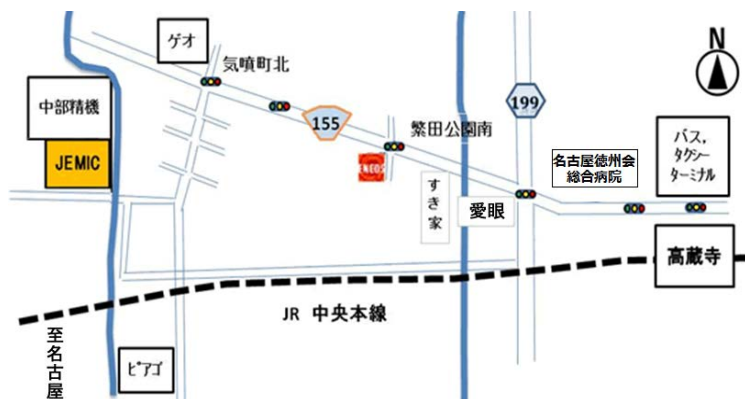 ゲオ
気噴町北
N
中部精機
JEMIC
155
199
繁田公園南
ENEOS
すき家
愛眼
名古屋徳州会
総合病院
バス,
タクシー
ターミナル
高蔵寺
JR 中央本線
至名古屋
ピアゴ